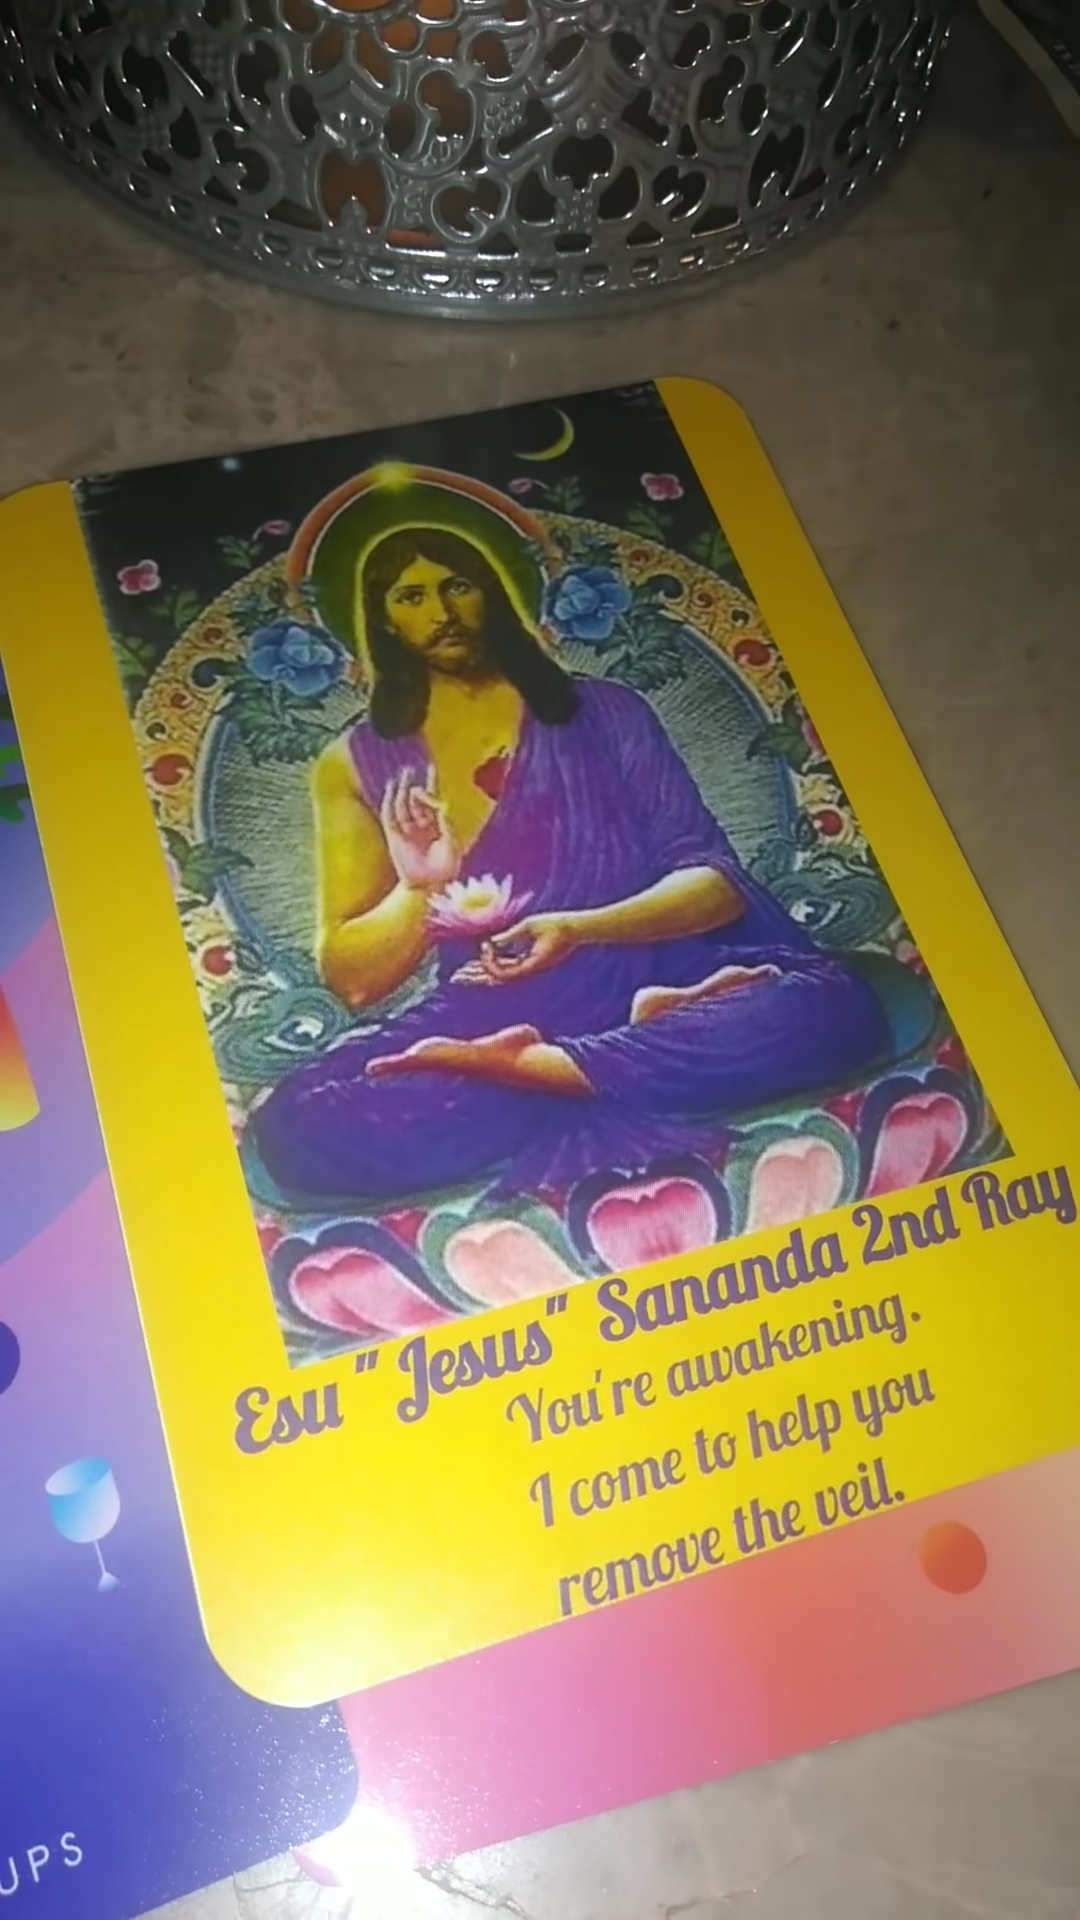 Esu "Jesus" Sananda 2nd Ray
You're awakening.
I come to help you
remove the veil.
UPS